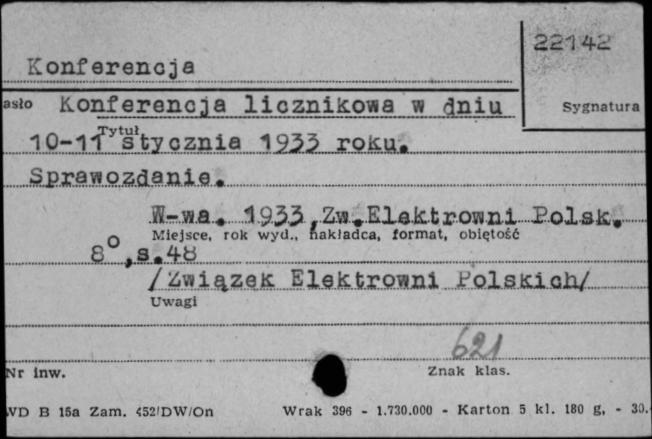 22142
Konferencja
asło Konferencja licznikowa w dniu
Sygnatura
Tytuł
10-11 stycznia 1933 roku.
Sprawozdanie.
W-wa. 1933,Zw.Elektrowni Polsk.
Miejsce, rok wyd., nakładca, format, objętość
8°,s.48
/Związek Elektrowni Polskich/
Uwagi
621
Nr inw.
Znak klas.
WD B 15a Zam. 452/DW/On Wrak 396 - 1.730.000 - Karton 5 kl. 180 g, - 30.